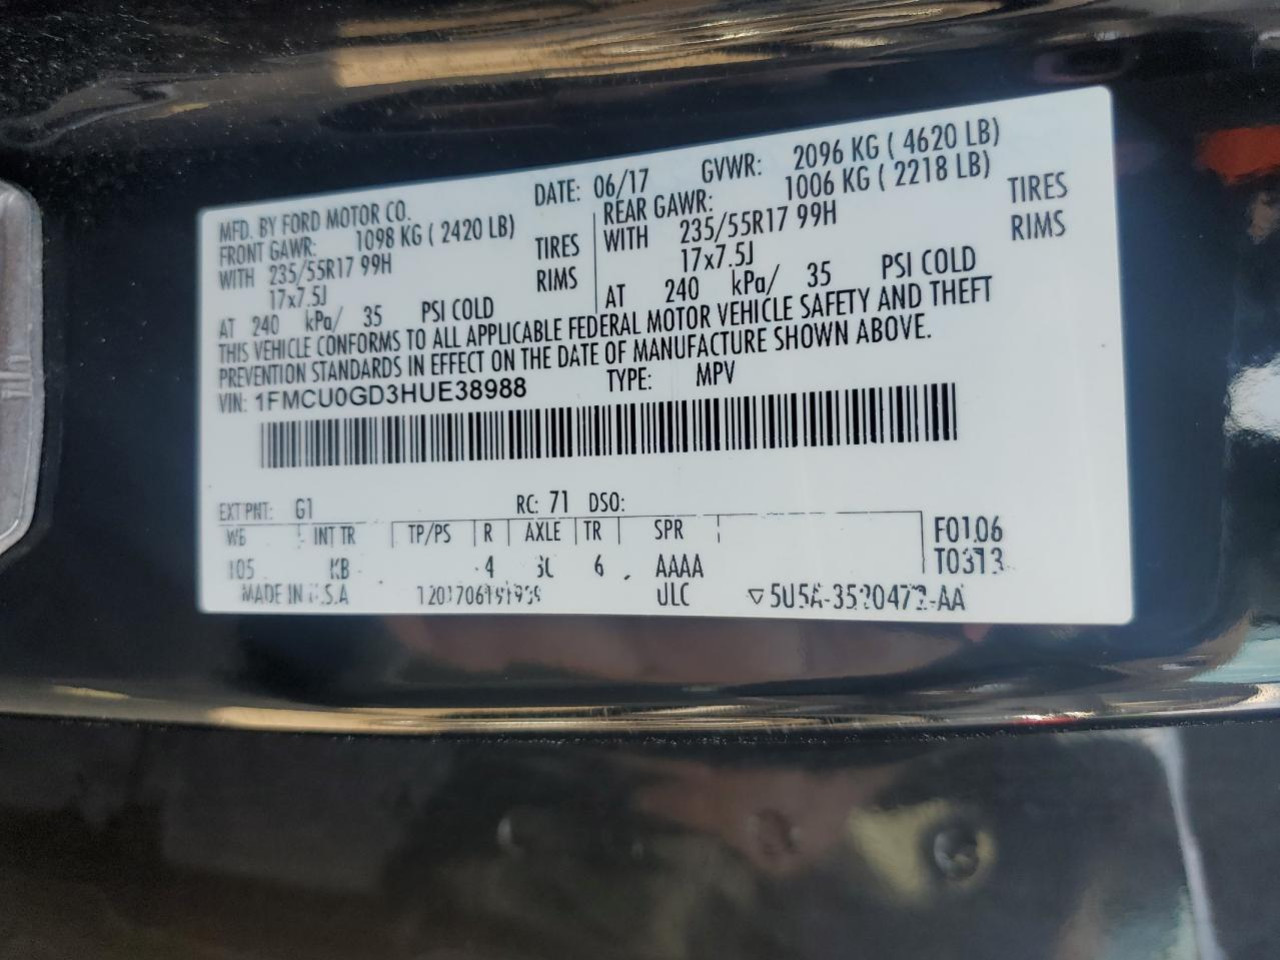 MFD. BY FORD MOTOR CO.
DATE: 06/17 GVWR: 2096 KG ( 4620 LB)
FRONT GAWR: 1098 KG ( 2420 LB)
WITH 235/55R17 99H TIRES
17x7.5J RIMS
AT 240 kPa/ 35 PSI COLD
REAR GAWR: 1006 KG ( 2218 LB)
WITH 235/55R17 99H TIRES
17x7.5J RIMS
AT 240 kPa/ 35 PSI COLD
THIS VEHICLE CONFORMS TO ALL APPLICABLE FEDERAL MOTOR VEHICLE SAFETY AND THEFT
PREVENTION STANDARDS IN EFFECT ON THE DATE OF MANUFACTURE SHOWN ABOVE.
VIN: 1FMCU0GD3HUE38988 TYPE: MPV
EXT PNT: G1 RC: 71 DSO:
WB INT TR TP/PS R AXLE TR SPR
105 KB 4 6 AAAA
F0106
T0313
MADE IN U.S.A ULC